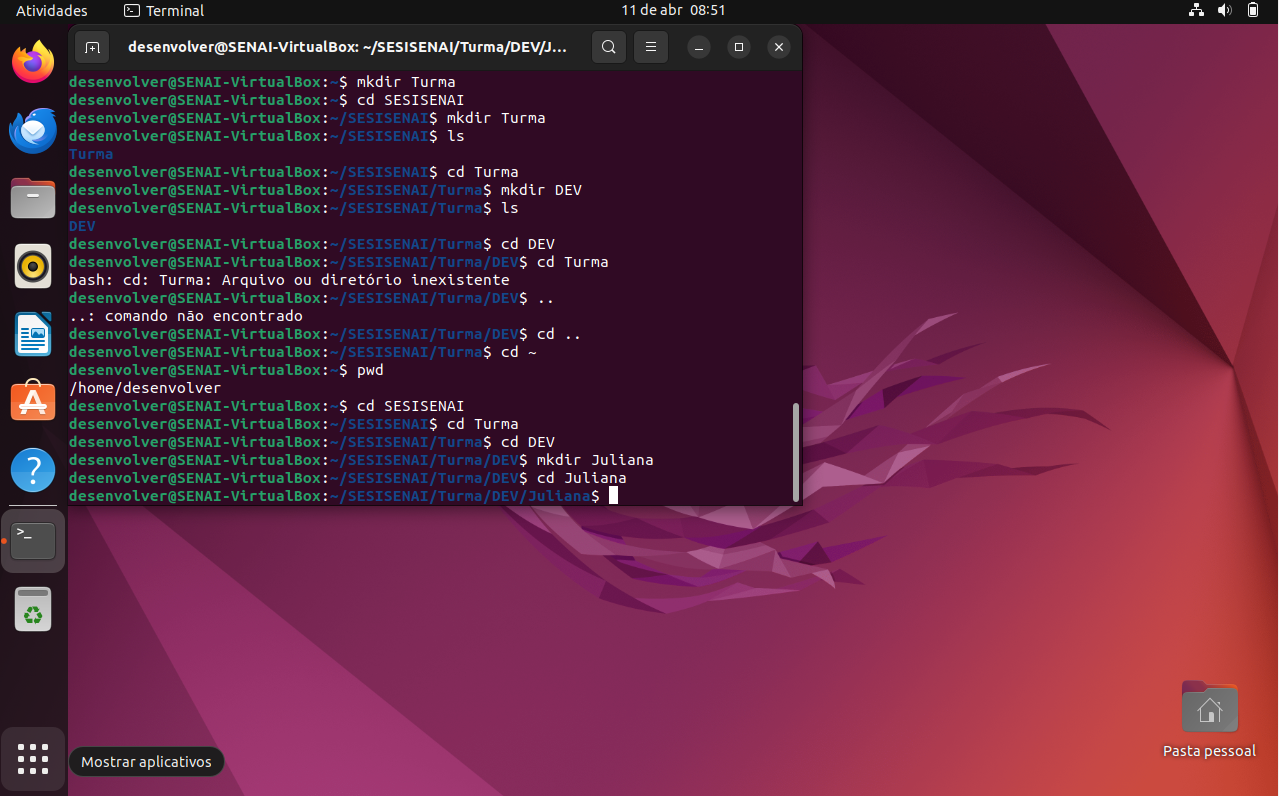 Atividades
Terminal
11 de abr 08:51
desenvolver@SENAI-VirtualBox: ~/SESISENAI/Turma/DEV/J...
desenvolver@SENAI-VirtualBox:~$ mkdir Turma
desenvolver@SENAI-VirtualBox:~$ cd SESISENAI
desenvolver@SENAI-VirtualBox:~/SESISENAI$ mkdir Turma
desenvolver@SENAI-VirtualBox:~/SESISENAI$ ls
Turma
desenvolver@SENAI-VirtualBox:~/SESISENAI$ cd Turma
desenvolver@SENAI-VirtualBox:~/SESISENAI/Turma$ mkdir DEV
desenvolver@SENAI-VirtualBox:~/SESISENAI/Turma$ ls
DEV
desenvolver@SENAI-VirtualBox:~/SESISENAI/Turma$ cd DEV
desenvolver@SENAI-VirtualBox:~/SESISENAI/Turma/DEV$ cd Turma
bash: cd: Turma: Arquivo ou diretório inexistente
desenvolver@SENAI-VirtualBox:~/SESISENAI/Turma/DEV$ ..
..: comando não encontrado
desenvolver@SENAI-VirtualBox:~/SESISENAI/Turma/DEV$ cd ..
desenvolver@SENAI-VirtualBox:~/SESISENAI/Turma$ cd ~
desenvolver@SENAI-VirtualBox:~$ pwd
/home/desenvolver
desenvolver@SENAI-VirtualBox:~$ cd SESISENAI
desenvolver@SENAI-VirtualBox:~/SESISENAI$ cd Turma
desenvolver@SENAI-VirtualBox:~/SESISENAI/Turma$ cd DEV
desenvolver@SENAI-VirtualBox:~/SESISENAI/Turma/DEV$ mkdir Juliana
desenvolver@SENAI-VirtualBox:~/SESISENAI/Turma/DEV$ cd Juliana
desenvolver@SENAI-VirtualBox:~/SESISENAI/Turma/DEV/Juliana$
Pasta pessoal
Mostrar aplicativos